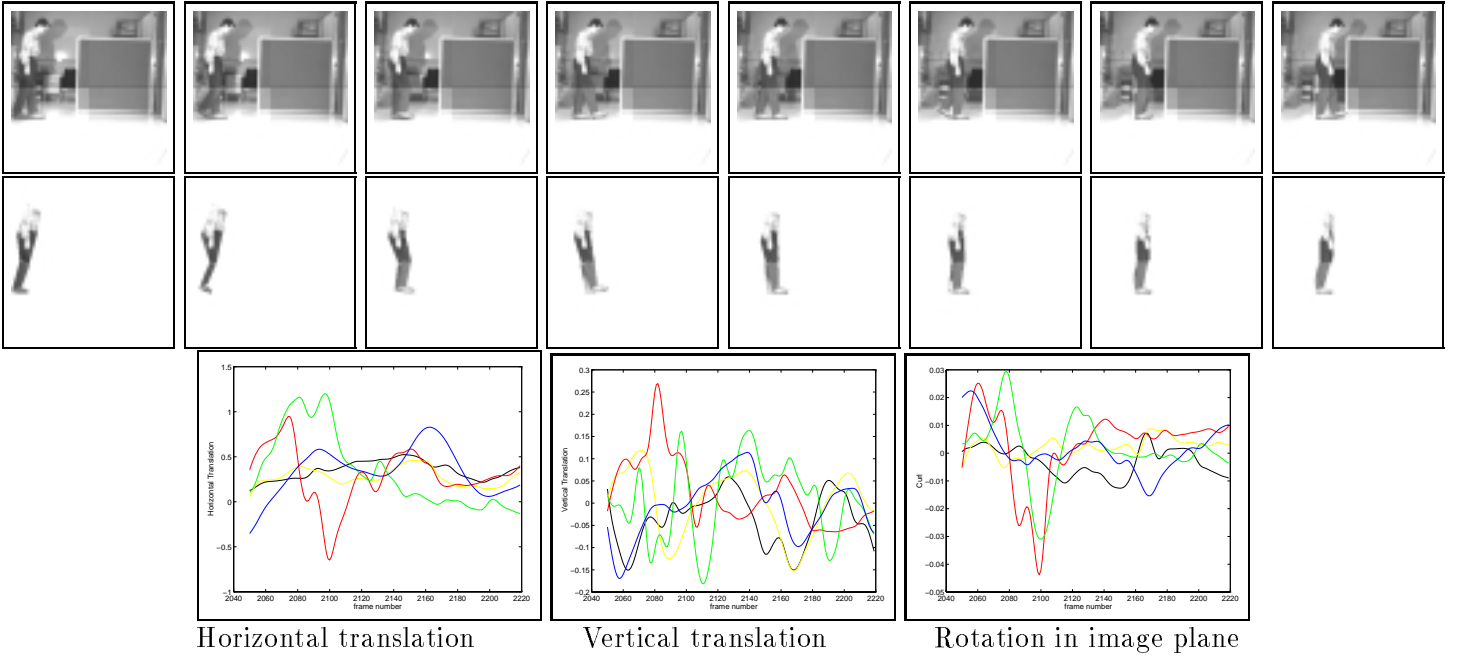 1.5
1
0.5
0
−0.5
−1
Horizontal Translation
2040 2060 2080 2100 2120 2140 2160 2180 2200 2220
frame number
0.3
0.25
0.2
0.15
0.1
0.05
0
−0.05
−0.1
−0.15
−0.2
Vertical Translation
2040 2060 2080 2100 2120 2140 2160 2180 2200 2220
frame number
0.03
0.02
0.01
0
−0.01
−0.02
−0.03
−0.04
−0.05
Curl
2040 2060 2080 2100 2120 2140 2160 2180 2200 2220
frame number
Horizontal translation
Vertical translation
Rotation in image plane